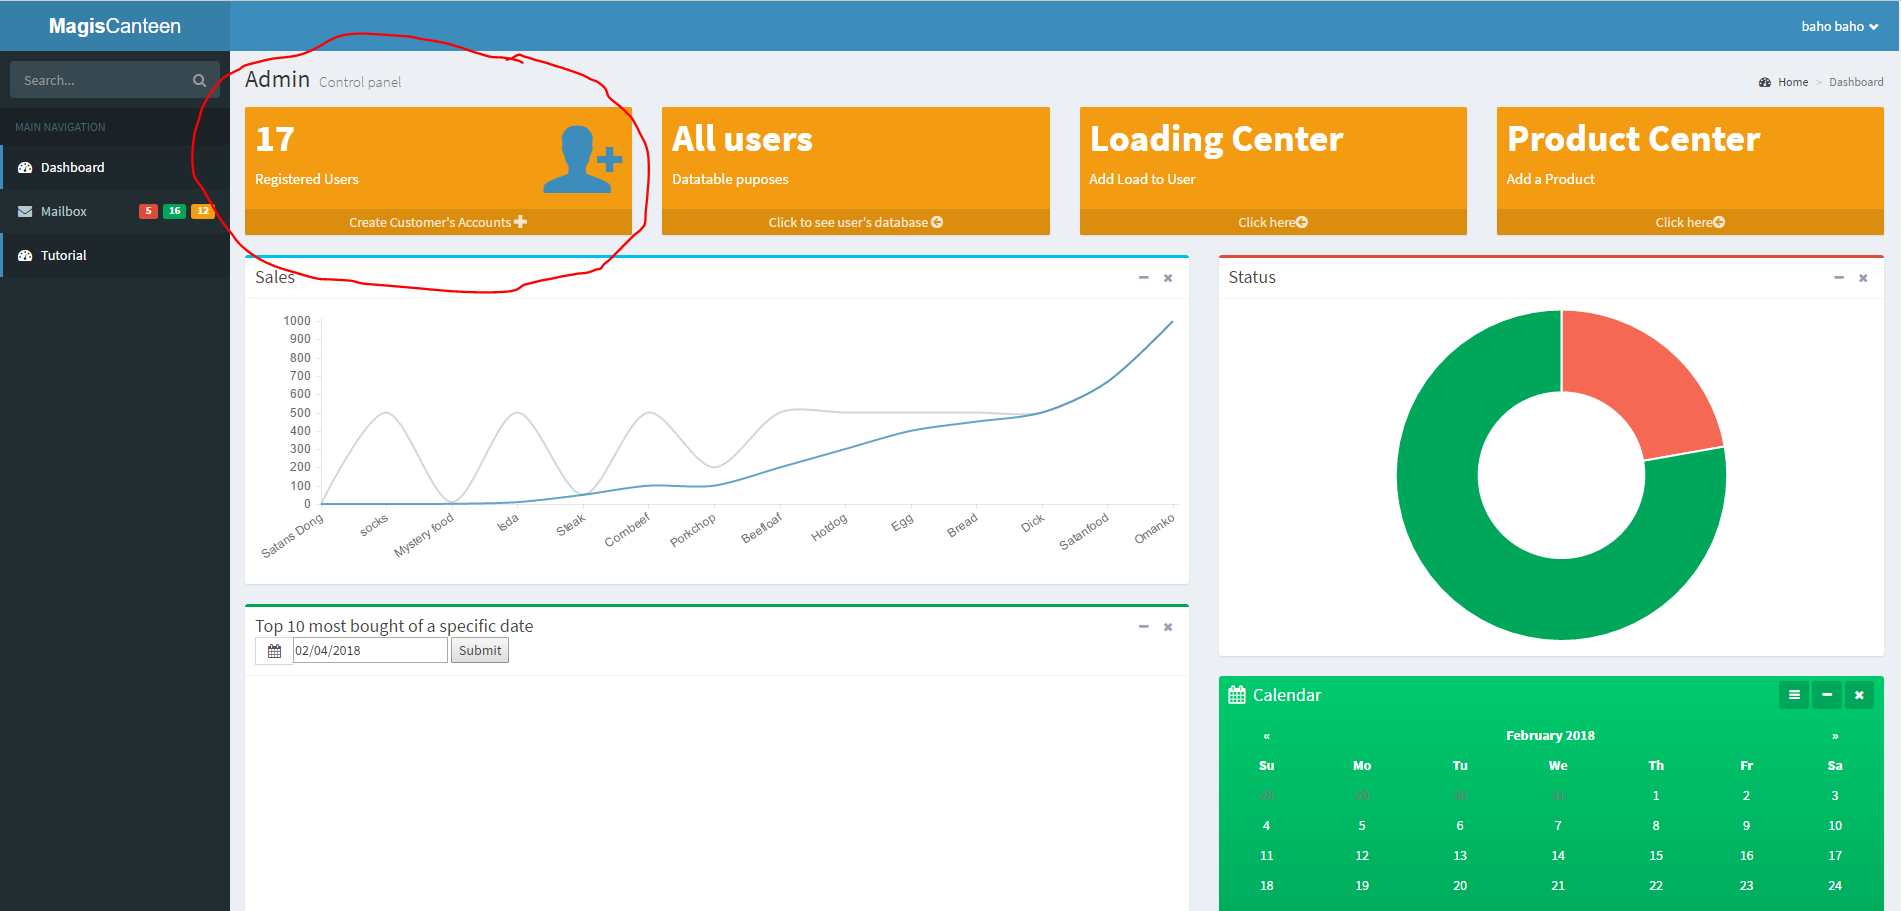 MagisCanteen
baho baho
Search...
MAIN NAVIGATION
Dashboard
Mailbox 5 16 12
Tutorial
Admin Control panel
Home > Dashboard
17
Registered Users
Create Customer's Accounts
All users
Datatable puposes
Click to see user's database
Loading Center
Add Load to User
Click here
Product Center
Add a Product
Click here
Sales
1000
900
800
700
600
500
400
300
200
100
0
Satans Dong
socks
Mystery food
Isda
Steak
Cornbeef
Porkchop
Beefloaf
Hotdog
Egg
Bread
Dick
Satanfood
Omanko
Status
Top 10 most bought of a specific date
02/04/2018 Submit
Calendar
« February 2018 »
Su Mo Tu We Th Fr Sa
28 29 30 31 1 2 3
4 5 6 7 8 9 10
11 12 13 14 15 16 17
18 19 20 21 22 23 24